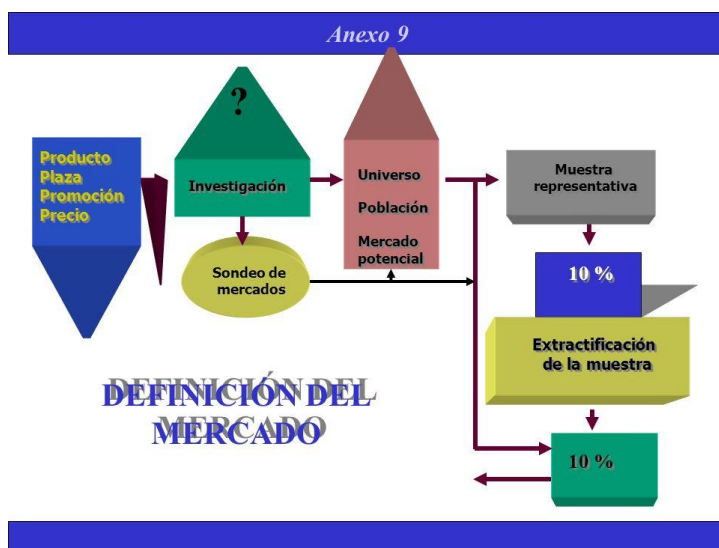 Anexo 9
?
Producto
Plaza
Promoción
Precio
Investigación
Universo
Población
Mercado
potencial
Muestra
representativa
Sondeo de
mercados
10 %
Extractificación
de la muestra
10 %
DEFINICIÓN DEL
MERCADO